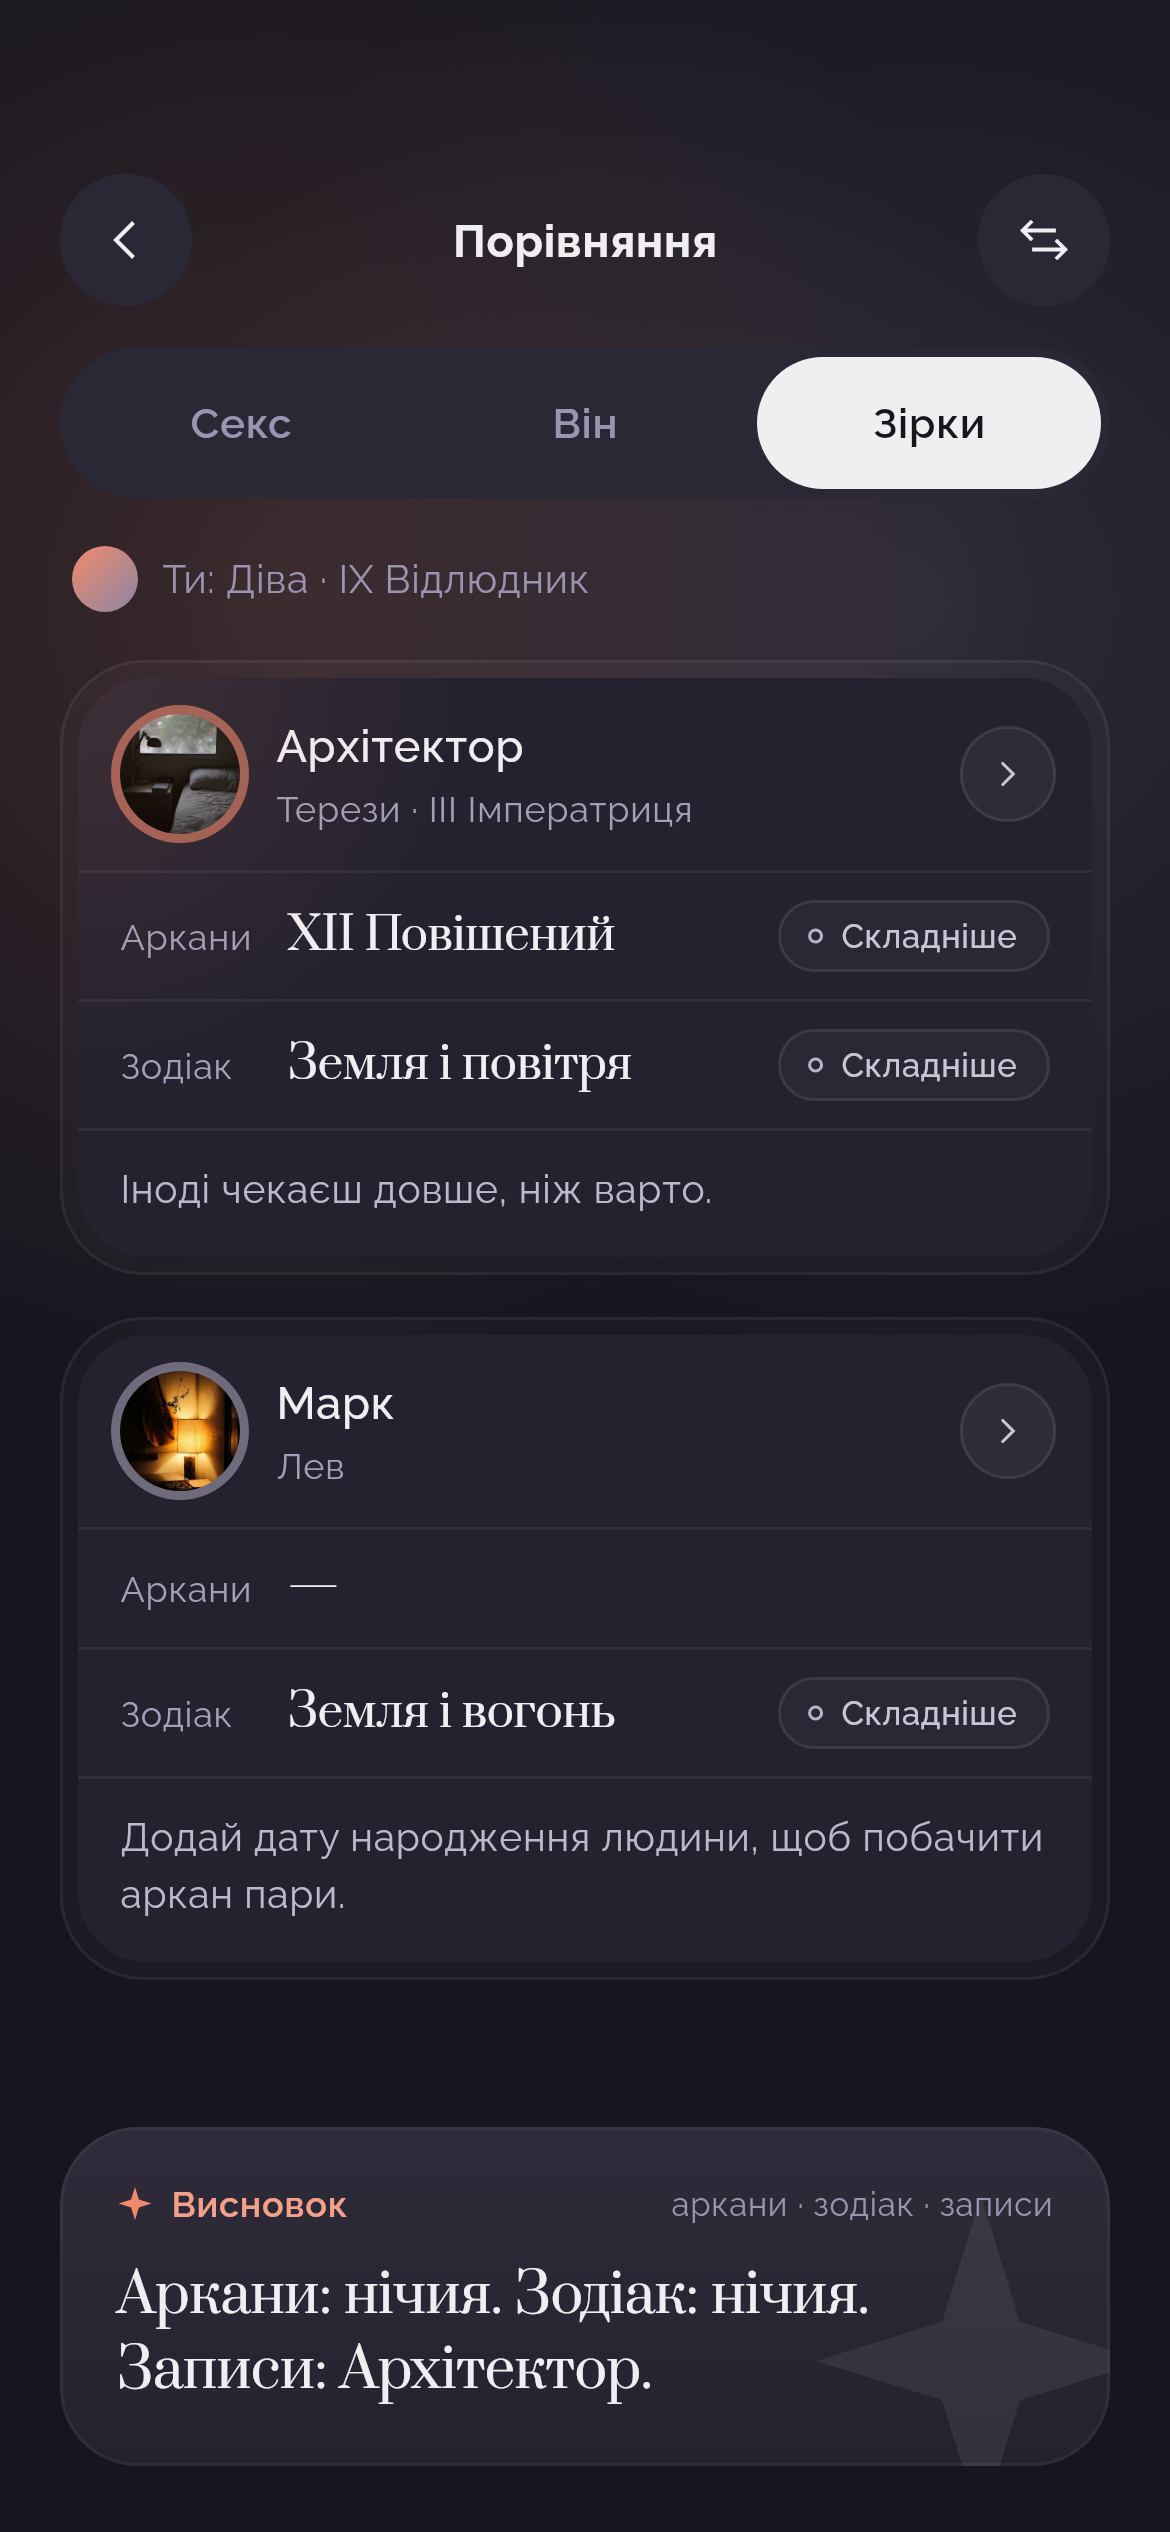 Порівняння
Секс
Він
Зірки
Ти: Діва · IX Відлюдник
Архітектор
Терези · III Імператриця
Аркани XII Повішений Складніше
Зодіак Земля і повітря Складніше
Іноді чекаєш довше, ніж варто.
Марк
Лев
Аркани —
Зодіак Земля і вогонь Складніше
Додай дату народження людини, щоб побачити
аркан пари.
Висновок аркани · зодіак · записи
Аркани: нічия. Зодіак: нічия.
Записи: Архітектор.